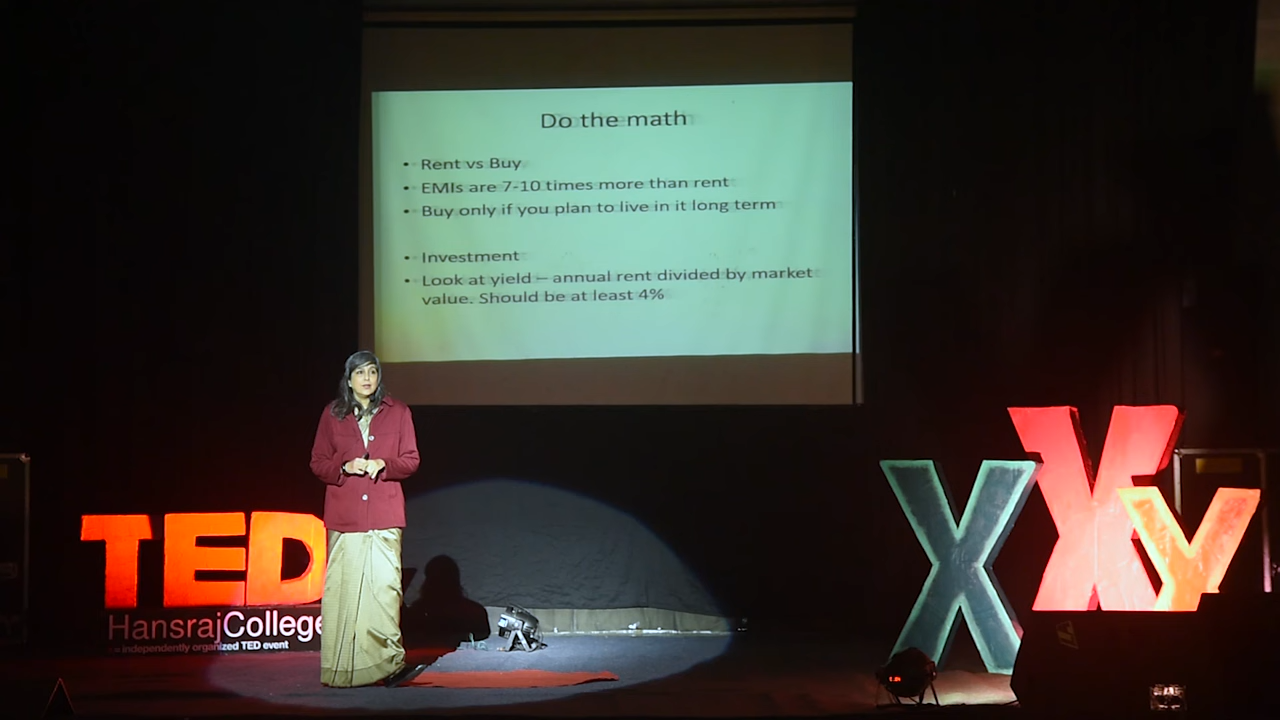 Do the math
• Rent vs Buy
• EMIs are 7-10 times more than rent
• Buy only if you plan to live in it long term
• Investment
• Look at yield – annual rent divided by market
value. Should be at least 4%
TED
HansrajCollege
independently organized TED event
X X Y